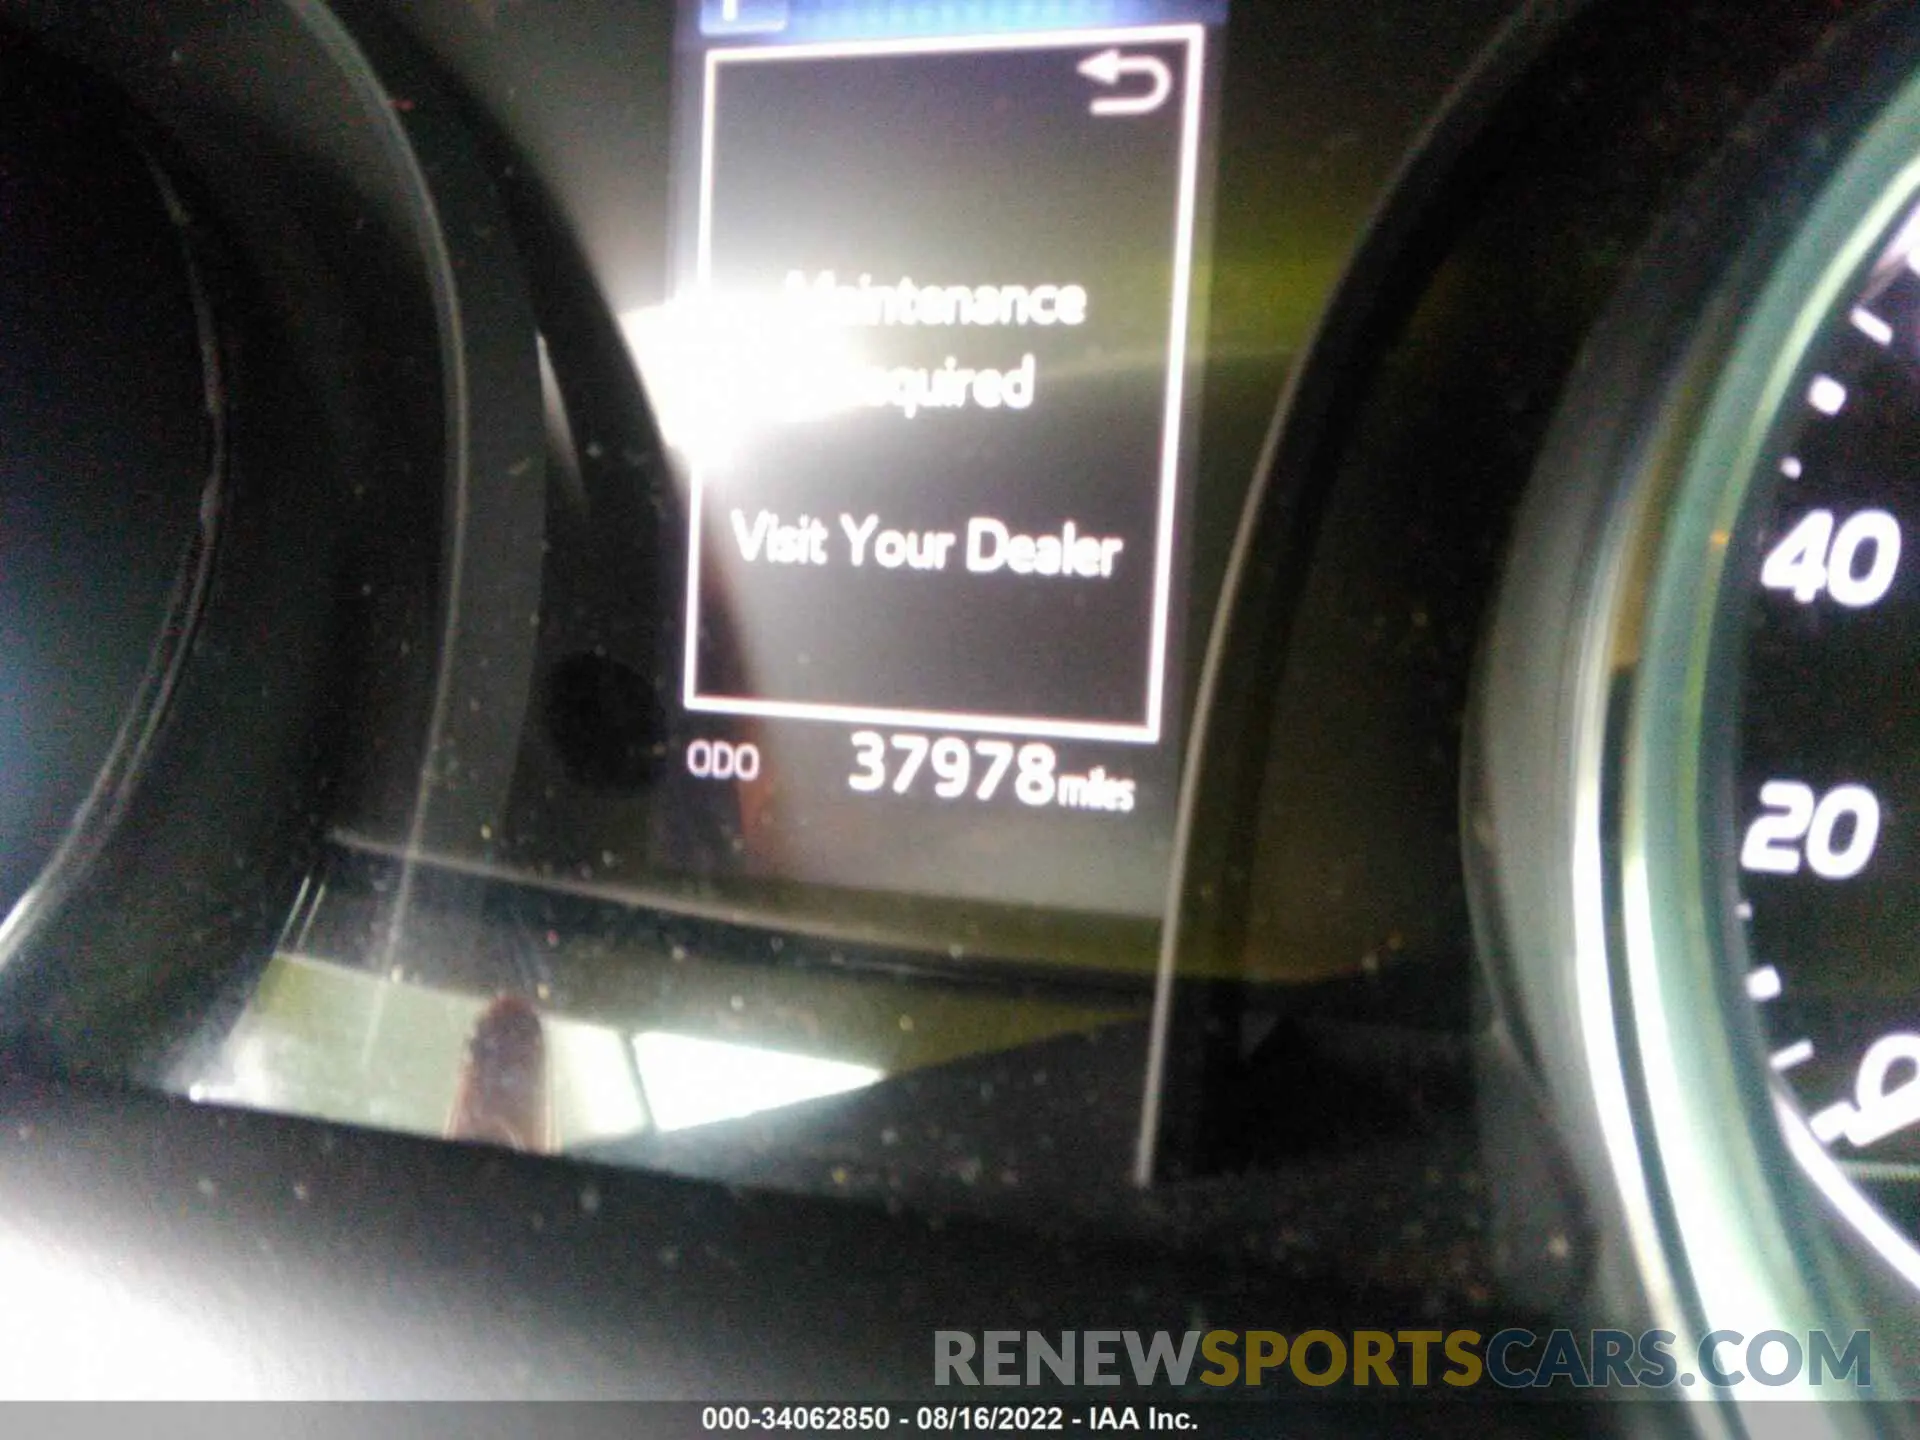 Maintenance
Required
Visit Your Dealer
ODO 37978 miles
40
20
0
RENEWSPORTSCARS.COM
000-34062850 - 08/16/2022 - IAA Inc.